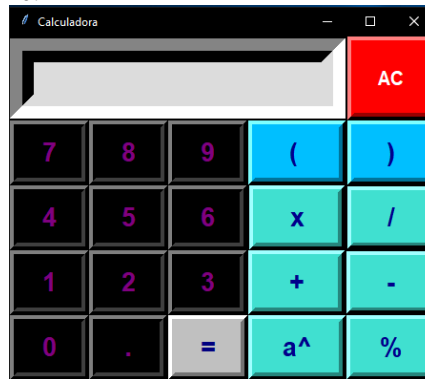 Calculadora
AC
7 8 9 ( )
4 5 6 x /
1 2 3 + -
0 . = a^ %